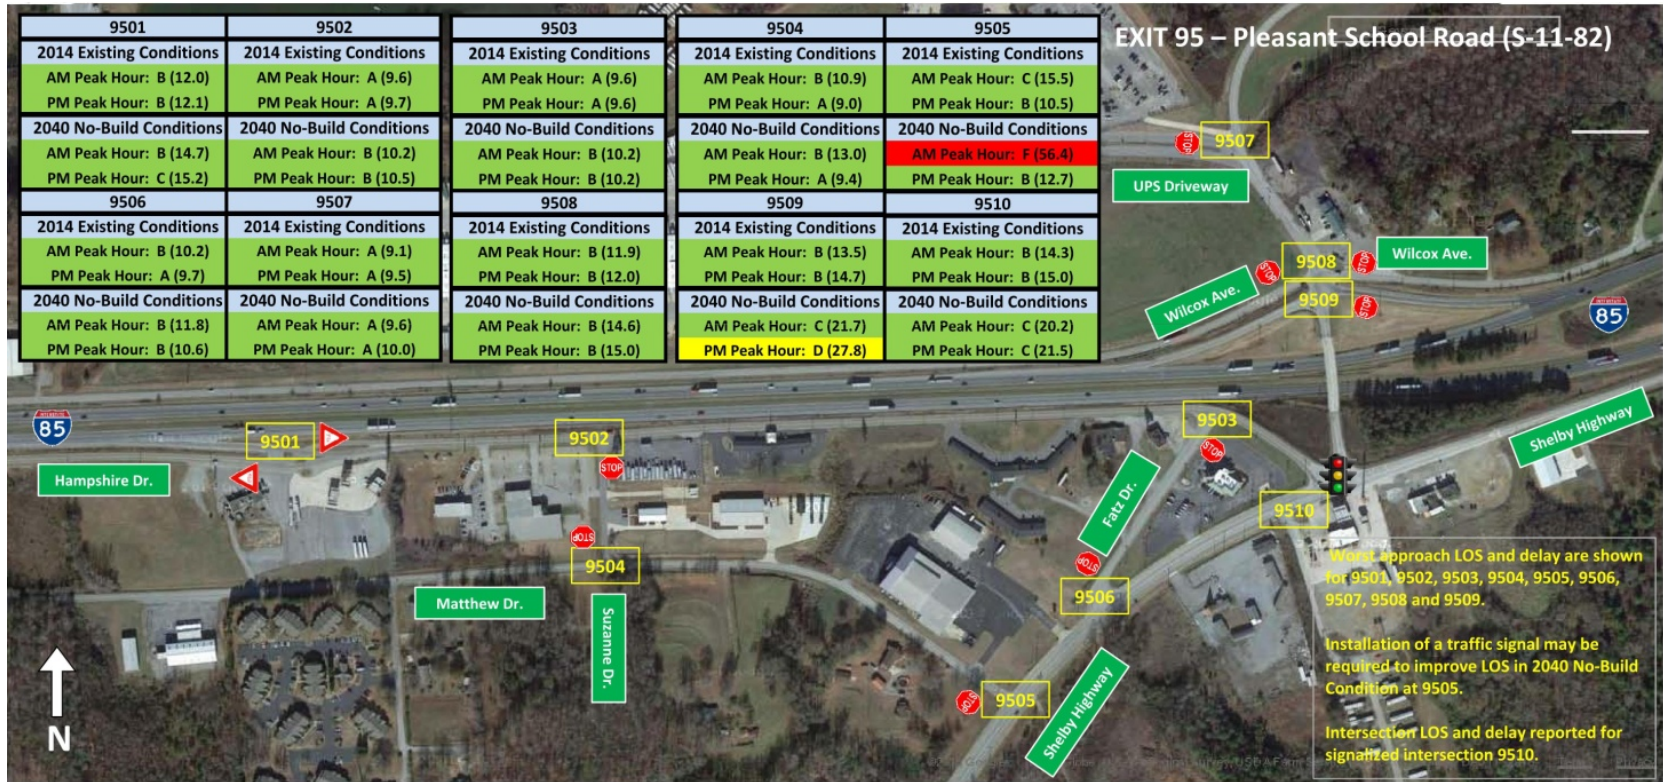 EXIT 95 – Pleasant School Road (S-11-82)
9501
2014 Existing Conditions
AM Peak Hour: B (12.0)
PM Peak Hour: B (12.1)
2040 No-Build Conditions
AM Peak Hour: B (14.7)
PM Peak Hour: C (15.2)
9502
2014 Existing Conditions
AM Peak Hour: A (9.6)
PM Peak Hour: A (9.7)
2040 No-Build Conditions
AM Peak Hour: B (10.2)
PM Peak Hour: B (10.5)
9503
2014 Existing Conditions
AM Peak Hour: A (9.6)
PM Peak Hour: A (9.6)
2040 No-Build Conditions
AM Peak Hour: B (10.2)
PM Peak Hour: B (10.2)
9504
2014 Existing Conditions
AM Peak Hour: B (10.9)
PM Peak Hour: A (9.0)
2040 No-Build Conditions
AM Peak Hour: B (13.0)
PM Peak Hour: A (9.4)
9505
2014 Existing Conditions
AM Peak Hour: C (15.5)
PM Peak Hour: B (10.5)
2040 No-Build Conditions
AM Peak Hour: F (56.4)
PM Peak Hour: B (12.7)
9506
2014 Existing Conditions
AM Peak Hour: B (10.2)
PM Peak Hour: A (9.7)
2040 No-Build Conditions
AM Peak Hour: B (11.8)
PM Peak Hour: B (10.6)
9507
2014 Existing Conditions
AM Peak Hour: A (9.1)
PM Peak Hour: A (9.5)
2040 No-Build Conditions
AM Peak Hour: A (9.6)
PM Peak Hour: A (10.0)
9508
2014 Existing Conditions
AM Peak Hour: B (11.9)
PM Peak Hour: B (12.0)
2040 No-Build Conditions
AM Peak Hour: B (14.6)
PM Peak Hour: B (15.0)
9509
2014 Existing Conditions
AM Peak Hour: B (13.5)
PM Peak Hour: B (14.7)
2040 No-Build Conditions
AM Peak Hour: C (21.7)
PM Peak Hour: D (27.8)
9510
2014 Existing Conditions
AM Peak Hour: B (14.3)
PM Peak Hour: B (15.0)
2040 No-Build Conditions
AM Peak Hour: C (20.2)
PM Peak Hour: C (21.5)
STOP
9507
UPS Driveway
STOP
9508
STOP
Wilcox Ave.
Wilcox Ave.
9509
STOP
85
85
9501
9502
9503
STOP
STOP
Hampshire Dr.
Shelby Highway
Fatz Dr.
9510
STOP
9504
STOP
9506
Matthew Dr.
Suzanne Dr.
STOP
9505
Shelby Highway
N
Worst approach LOS and delay are shown
for 9501, 9502, 9503, 9504, 9505, 9506,
9507, 9508 and 9509.
Installation of a traffic signal may be
required to improve LOS in 2040 No-Build
Condition at 9505.
Intersection LOS and delay reported for
signalized intersection 9510.